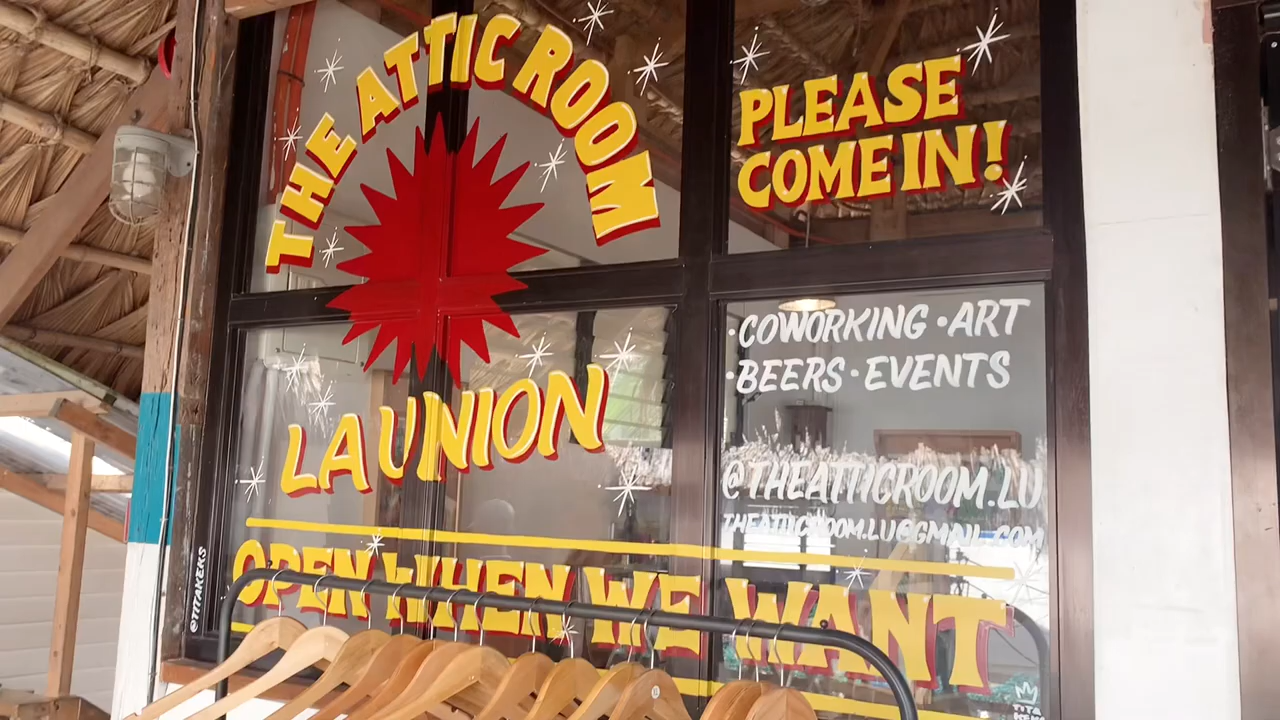 THE ATTIC ROOM
LA UNION
PLEASE
COME IN!
·COWORKING ·ART
·BEERS ·EVENTS
@THEATTICROOM.LU
THEATTICROOM.LU@GMAIL.COM
OPEN WHEN WE WANT
@TITAKERS